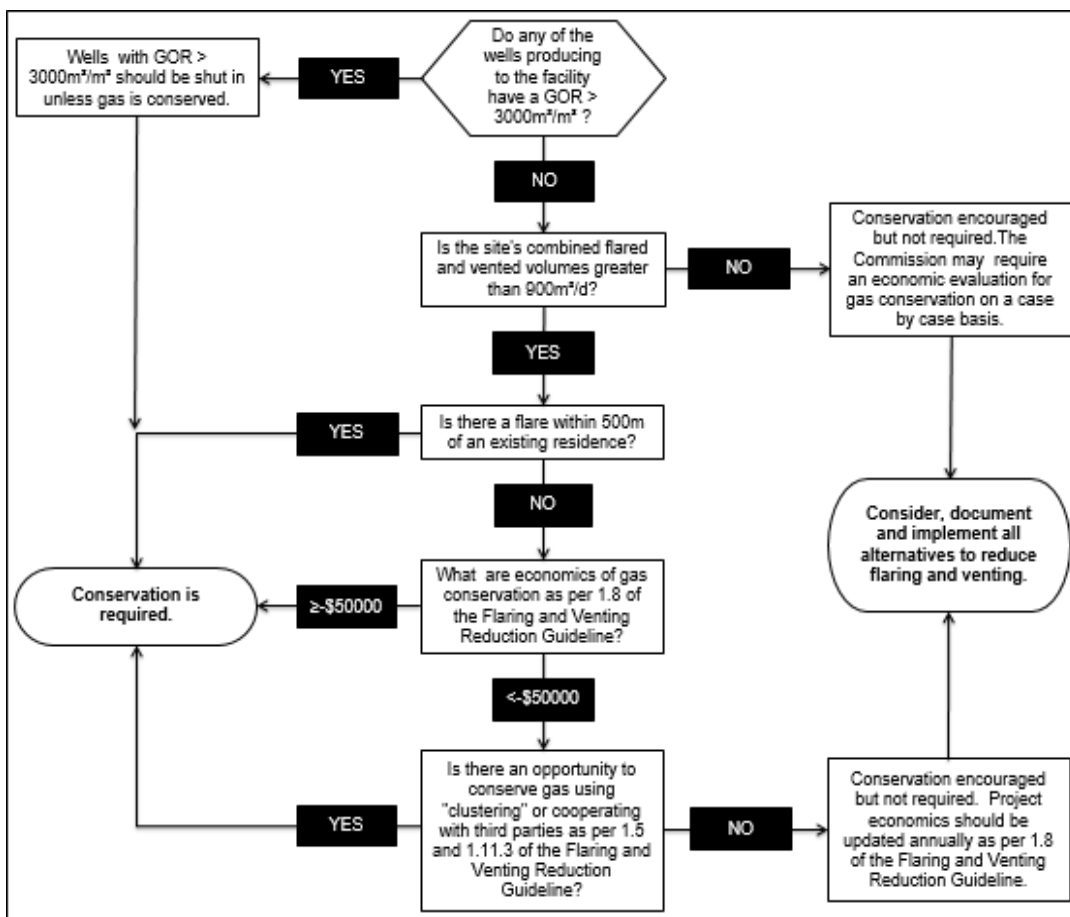 Do any of the
wells producing
to the facility
have a GOR >
3000m³/m³ ?
YES
Wells with GOR >
3000m³/m³ should be shut in
unless gas is conserved.
NO
Is the site's combined flared
and vented volumes greater
than 900m³/d?
NO
Conservation encouraged
but not required.The
Commission may require
an economic evaluation for
gas conservation on a case
by case basis.
YES
Is there a flare within 500m
of an existing residence?
YES
NO
Consider, document
and implement all
alternatives to reduce
flaring and venting.
What are economics of gas
conservation as per 1.8 of
the Flaring and Venting
Reduction Guideline?
≥-$50000
Conservation is
required.
<-$50000
Is there an opportunity to
conserve gas using
"clustering" or cooperating
with third parties as per 1.5
and 1.11.3 of the Flaring and
Venting Reduction
Guideline?
YES
NO
Conservation encouraged
but not required. Project
economics should be
updated annually as per 1.8
of the Flaring and Venting
Reduction Guideline.